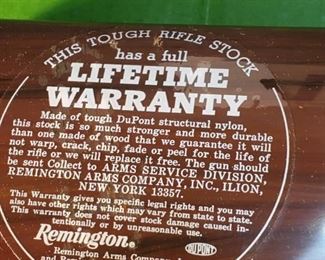 THIS TOUGH RIFLE STOCK
has a full
LIFETIME
WARRANTY
Made of tough DuPont structural nylon,
this stock is so much stronger and more durable
than one made of wood that we guarantee it will
not warp, crack, chip, fade or peel for the life of
the rifle or we will replace it free. The gun should
be sent Collect to ARMS SERVICE DIVISION,
REMINGTON ARMS COMPANY, INC., ILION,
NEW YORK 13357.
This Warranty gives you specific legal rights and you may
also have other rights which may vary from state to state.
This warranty does not cover stock damage caused in-
tentionally or by unreasonable use.
Remington®
DUPONT
Remington Arms Company